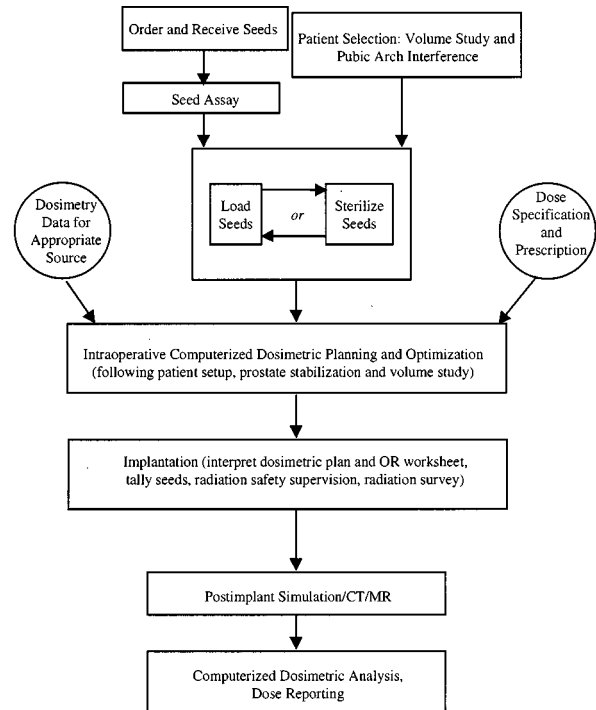 Order and Receive Seeds
Patient Selection: Volume Study and
Pubic Arch Interference
Seed Assay
Load
Seeds
or
Sterilize
Seeds
Dosimetry
Data for
Appropriate
Source
Dose
Specification
and
Prescription
Intraoperative Computerized Dosimetric Planning and Optimization
(following patient setup, prostate stabilization and volume study)
Implantation (interpret dosimetric plan and OR worksheet,
tally seeds, radiation safety supervision, radiation survey)
Postimplant Simulation/CT/MR
Computerized Dosimetric Analysis,
Dose Reporting